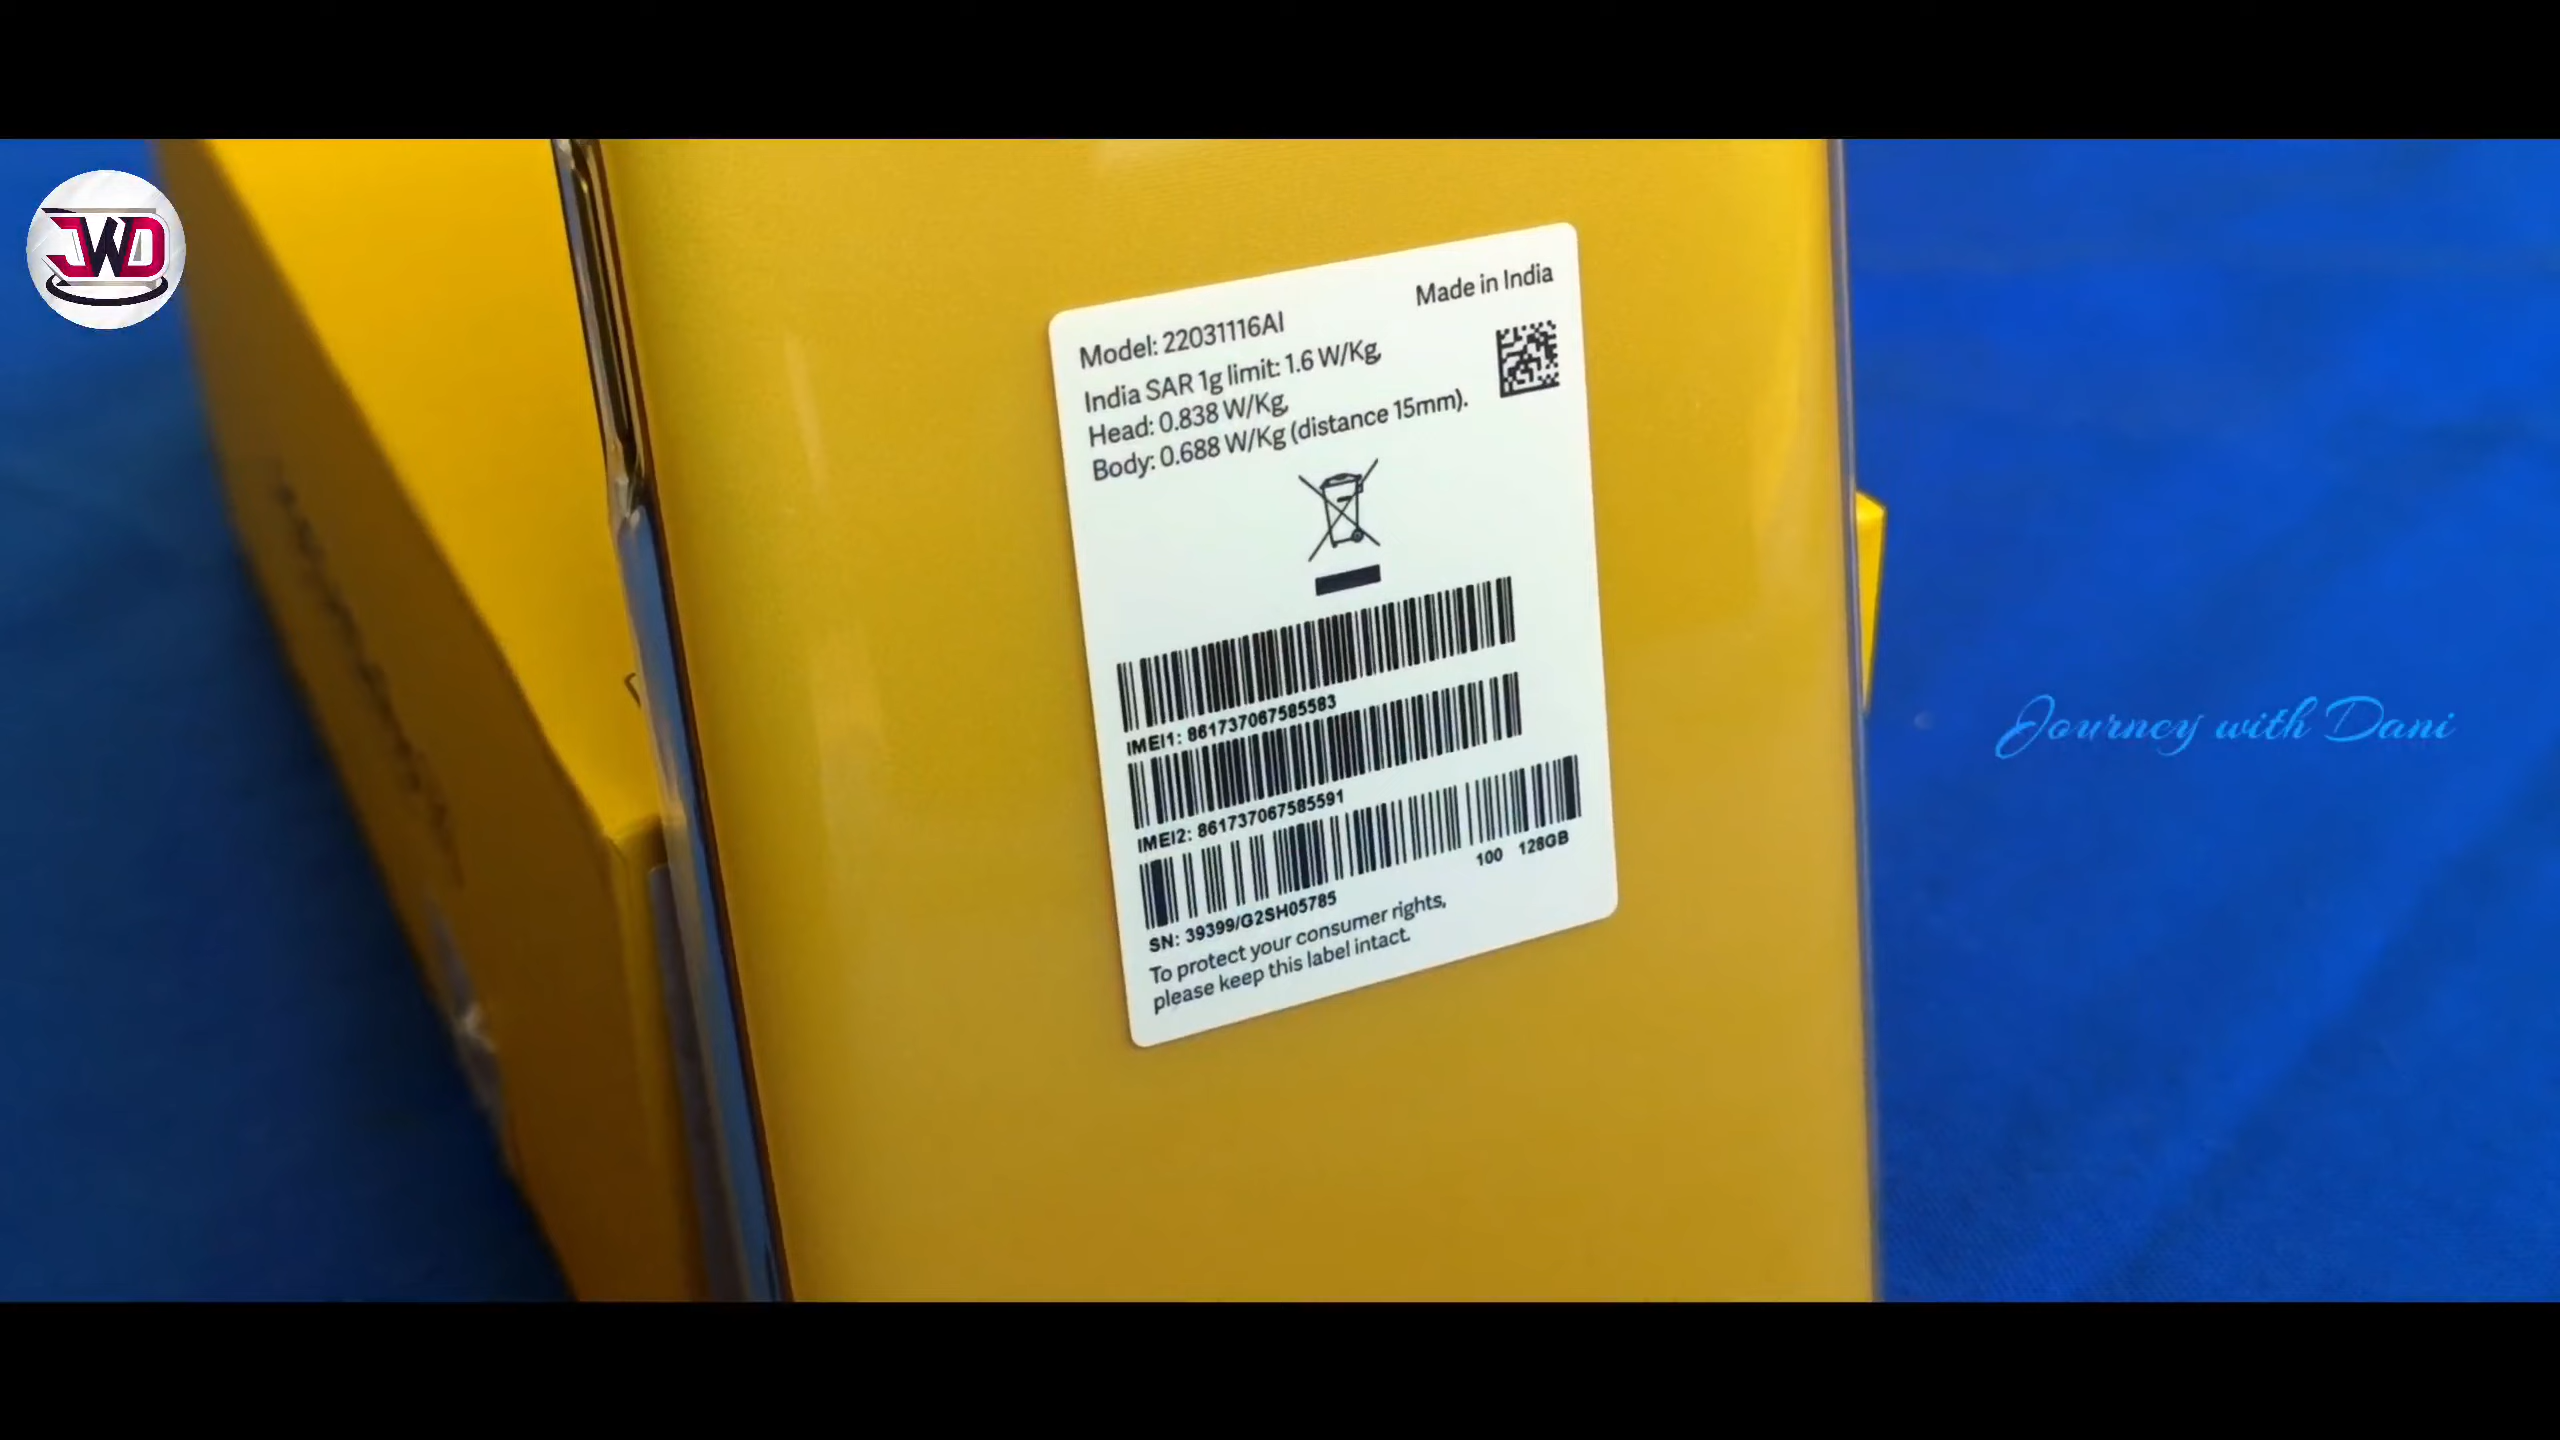 JWD
Made in India
Model: 22031116AI
India SAR 1g limit: 1.6 W/Kg,
Head: 0.838 W/Kg,
Body: 0.688 W/Kg (distance 15mm).
IMEI1: 861737067585583
IMEI2: 861737067585591
SN: 39399/G2SH05785
100 128GB
To protect your consumer rights,
please keep this label intact.
Journey with Dani